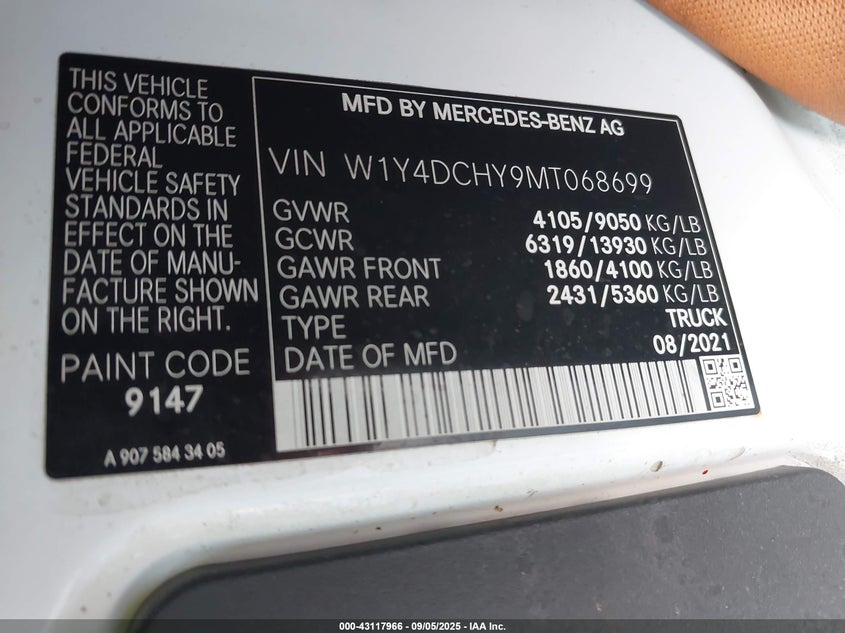 THIS VEHICLE
CONFORMS TO
ALL APPLICABLE
FEDERAL
VEHICLE SAFETY
STANDARDS IN
EFFECT ON THE
DATE OF MANU-
FACTURE SHOWN
ON THE RIGHT.
PAINT CODE
9147
A 907 584 34 05
MFD BY MERCEDES-BENZ AG
VIN W1Y4DCHY9MT068699
GVWR 4105/9050 KG/LB
GCWR 6319/13930 KG/LB
GAWR FRONT 1860/4100 KG/LB
GAWR REAR 2431/5360 KG/LB
TYPE TRUCK
DATE OF MFD 08/2021
000-43117966 - 09/05/2025 - IAA Inc.